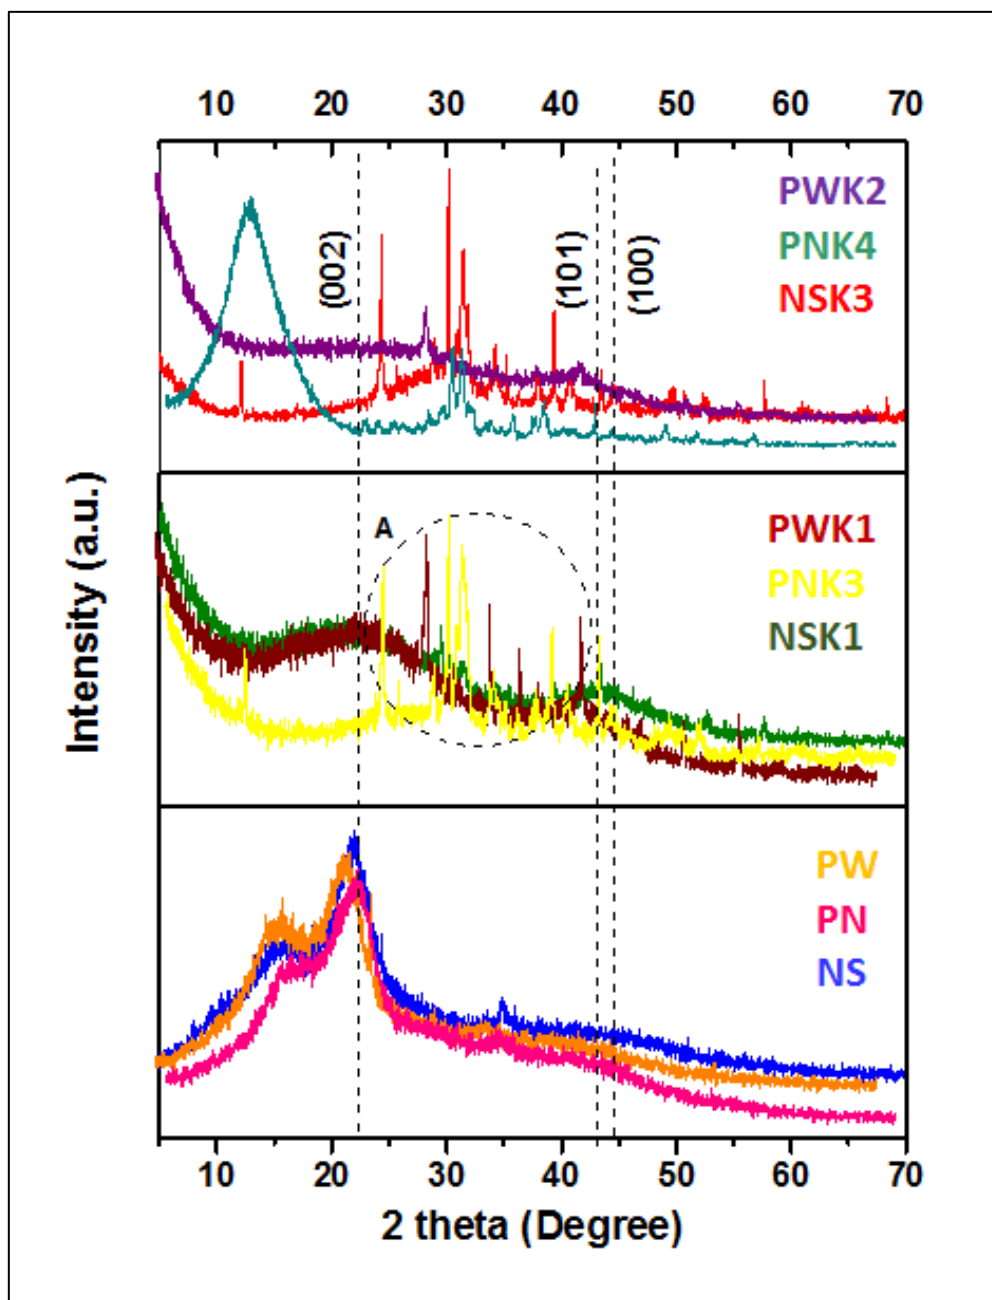 10 20 30 40 50 60 70
PWK2
PNK4
NSK3
(002)
(101)
(100)
A
PWK1
PNK3
NSK1
Intensity (a.u.)
PW
PN
NS
10 20 30 40 50 60 70
2 theta (Degree)